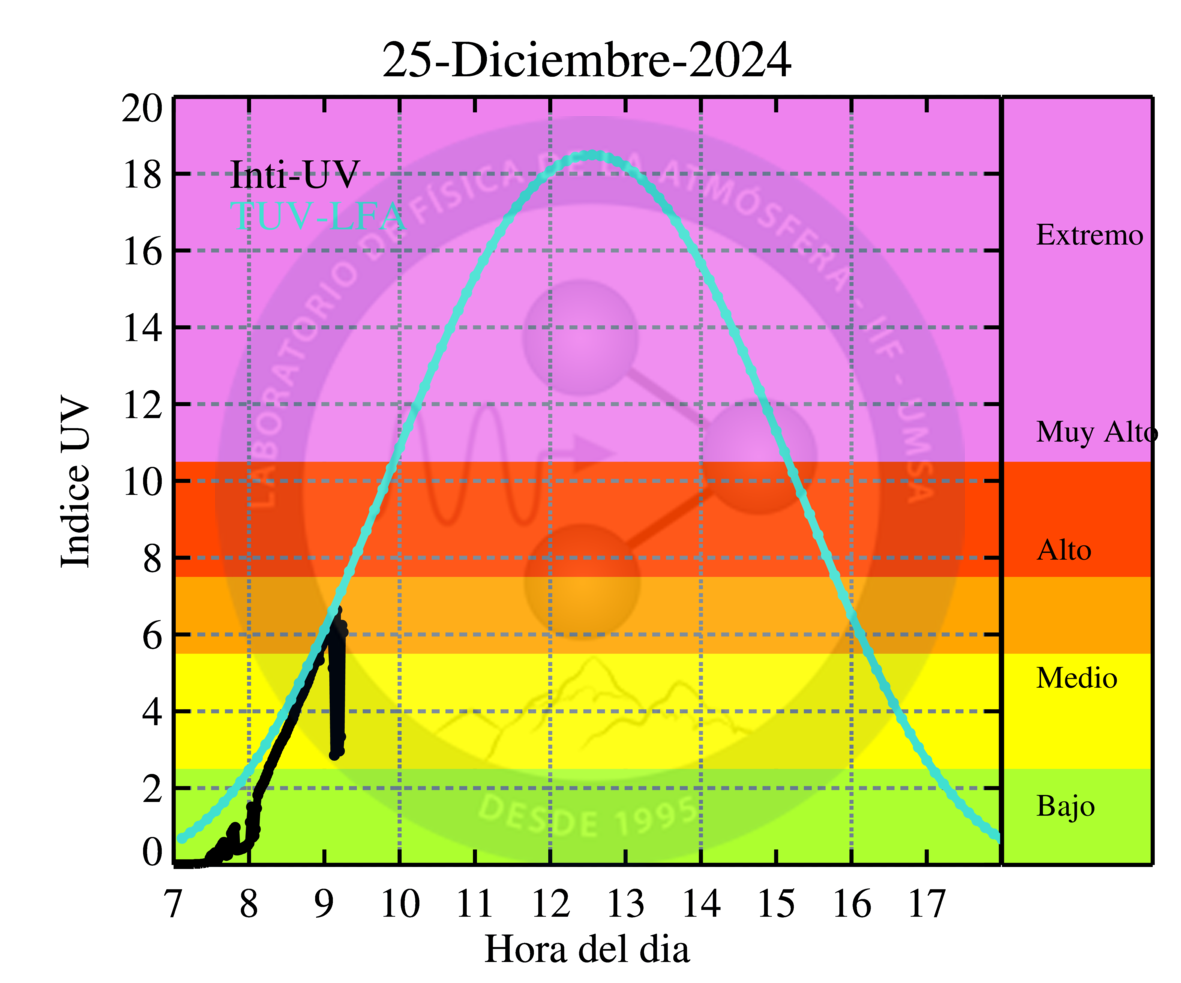 25-Diciembre-2024
20
18
16
14
12
10
8
6
4
2
0
Indice UV
Inti-UV
TUV-LFA
LABORATORIO DE FÍSICA DE LA ATMÓSFERA - IIF - UMSA
DESDE 1995
Extremo
Muy Alto
Alto
Medio
Bajo
7 8 9 10 11 12 13 14 15 16 17
Hora del dia